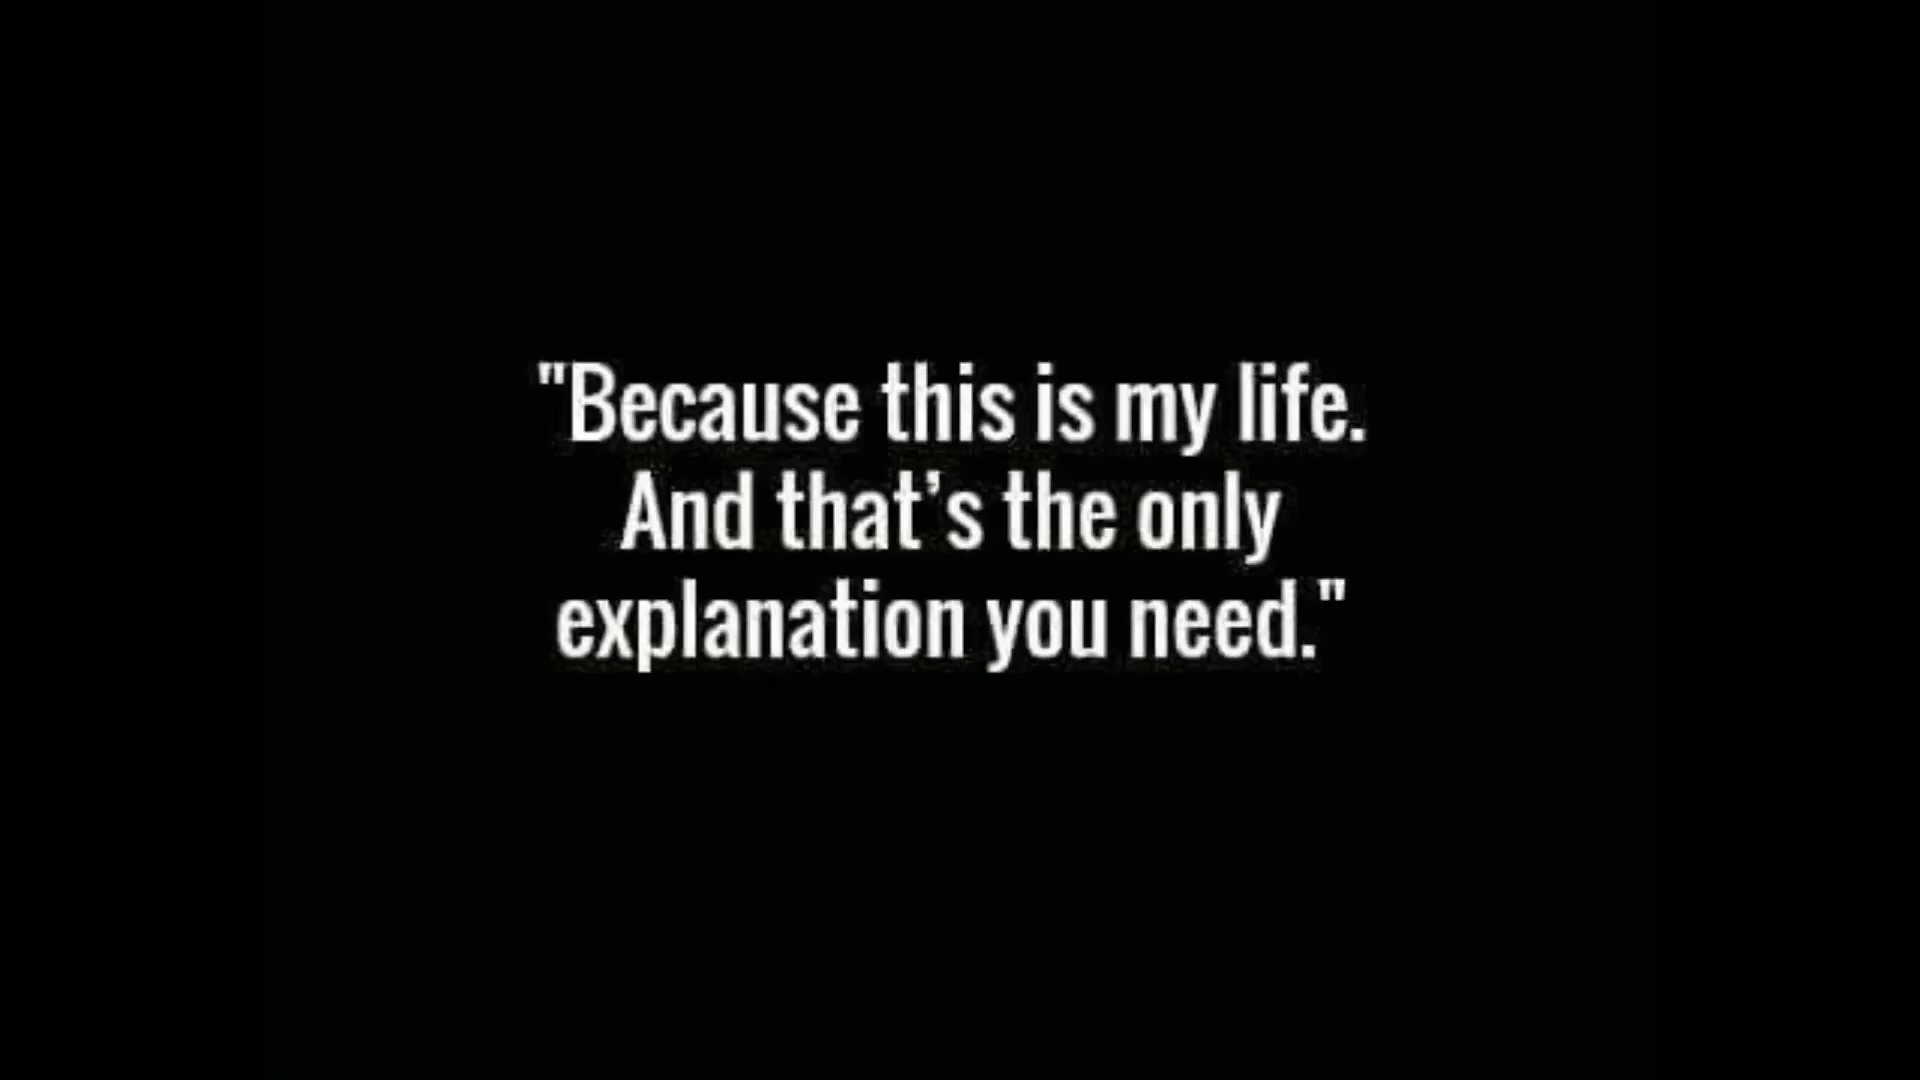 "Because this is my life.
And that’s the only
explanation you need."